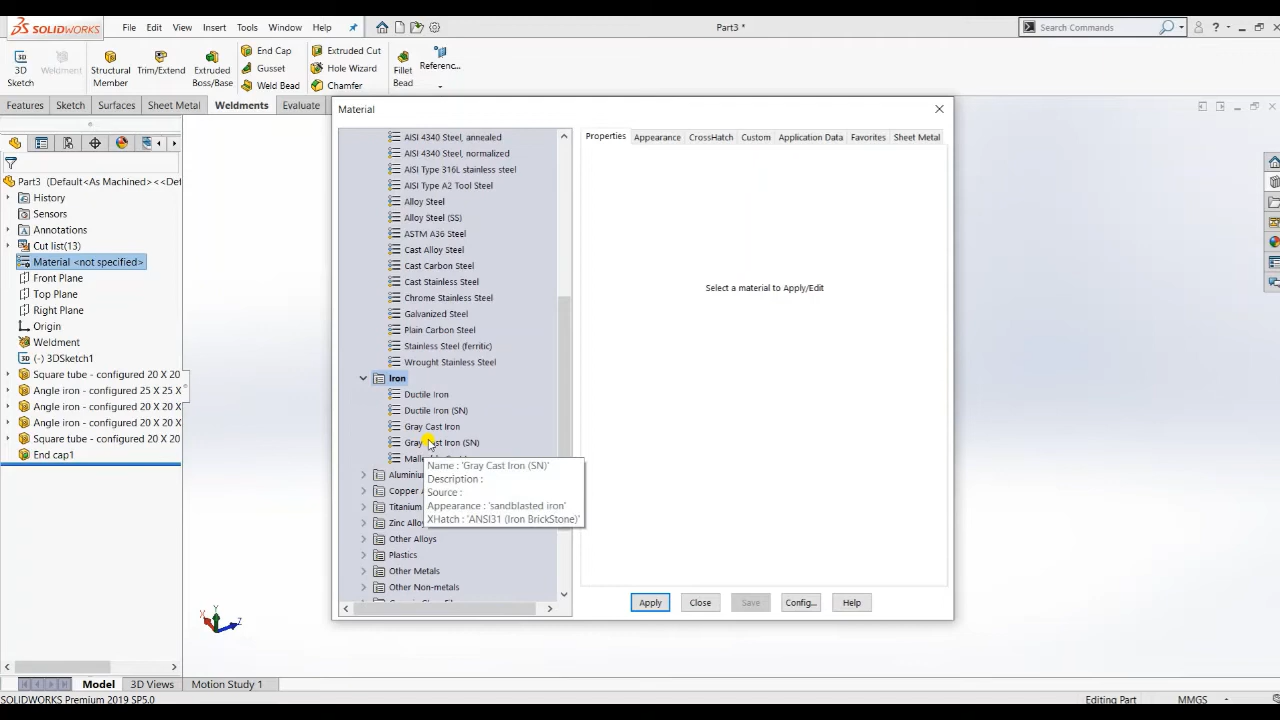 SOLIDWORKS
File Edit View Insert Tools Window Help
Part3 *
Search Commands
3D Sketch
Weldment
Structural Member
Trim/Extend
Extruded Boss/Base
End Cap
Gusset
Weld Bead
Extruded Cut
Hole Wizard
Chamfer
Fillet Bead
Referenc...
Features Sketch Surfaces Sheet Metal Weldments Evaluate
Part3 (Default<As Machined><<Def
History
Sensors
Annotations
Cut list(13)
Material <not specified>
Front Plane
Top Plane
Right Plane
Origin
Weldment
(-) 3DSketch1
Square tube - configured 20 X 20
Angle iron - configured 25 X 25 X
Angle iron - configured 20 X 20 X
Angle iron - configured 20 X 20 X
Square tube - configured 20 X 20
End cap1
Material
AISI 4340 Steel, annealed
AISI 4340 Steel, normalized
AISI Type 316L stainless steel
AISI Type A2 Tool Steel
Alloy Steel
Alloy Steel (SS)
ASTM A36 Steel
Cast Alloy Steel
Cast Carbon Steel
Cast Stainless Steel
Chrome Stainless Steel
Galvanized Steel
Plain Carbon Steel
Stainless Steel (ferritic)
Wrought Stainless Steel
Iron
Ductile Iron
Ductile Iron (SN)
Gray Cast Iron
Gray Cast Iron (SN)
Name : 'Gray Cast Iron (SN)'
Description :
Source :
Appearance : 'sandblasted iron'
XHatch : 'ANSI31 (Iron BrickStone)'
Other Alloys
Plastics
Other Metals
Other Non-metals
Properties Appearance CrossHatch Custom Application Data Favorites Sheet Metal
Select a material to Apply/Edit
Apply Close Save Config... Help
X Y Z
Model 3D Views Motion Study 1
SOLIDWORKS Premium 2019 SP5.0
Editing Part
MMGS